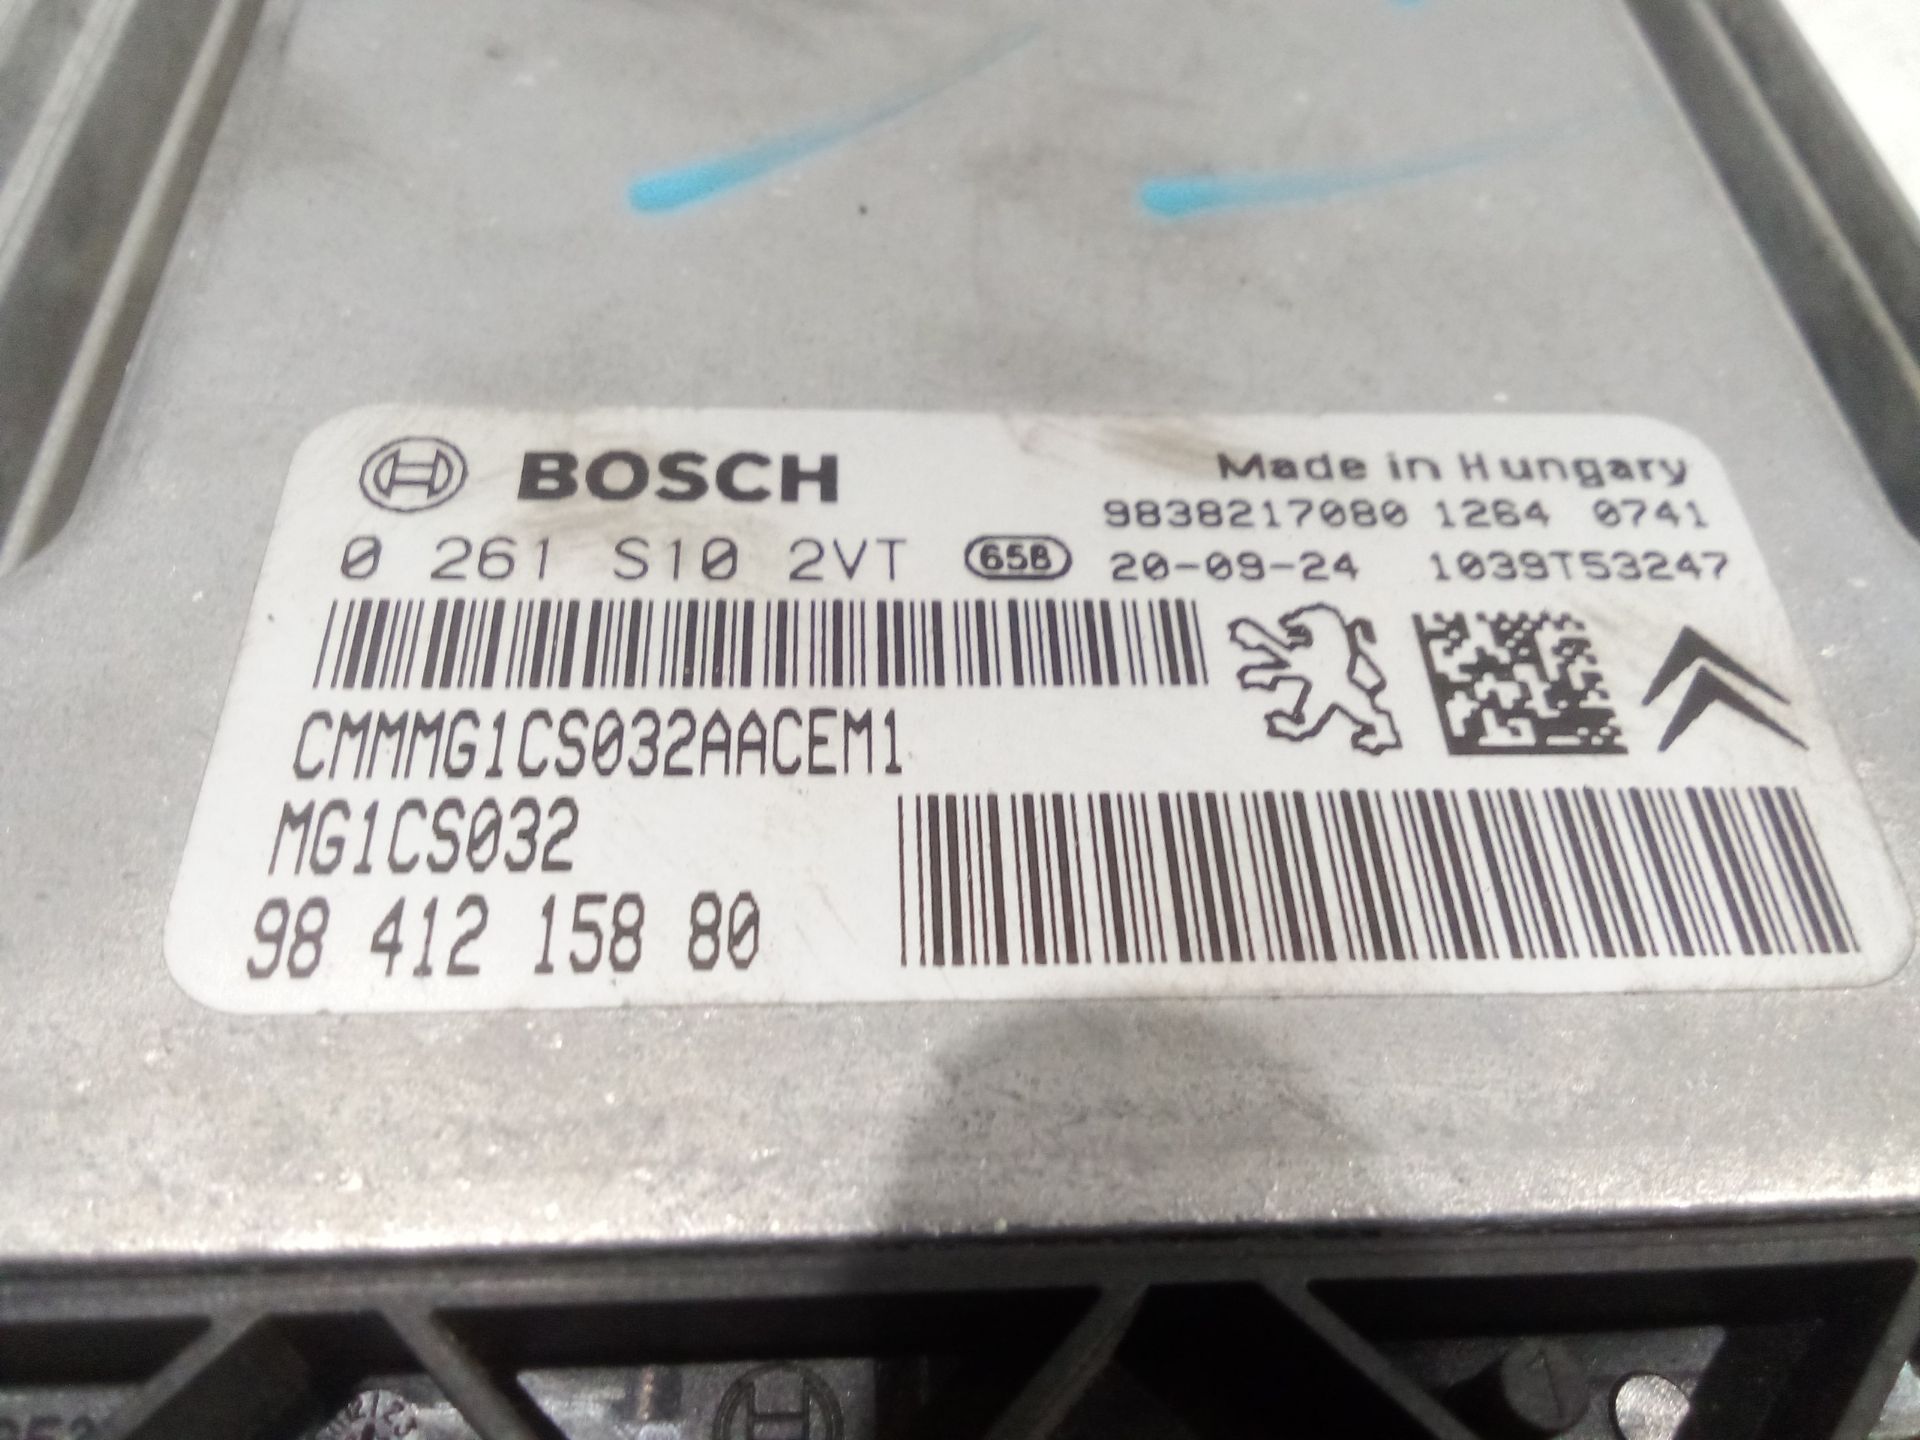 BOSCH
Made in Hungary
9838217080 1264 0741
0 261 S10 2VT 65B 20-09-24 1039T53247
CMMMG1CS032AACEM1
MG1CS032
98 412 158 80